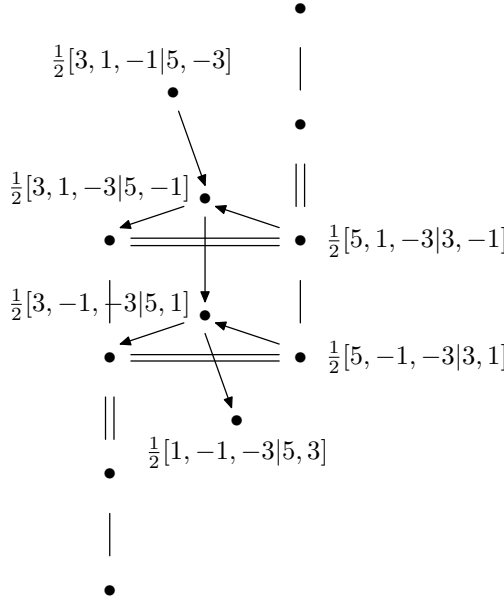 ½[3, 1, −1|5, −3]
½[3, 1, −3|5, −1]
½[5, 1, −3|3, −1]
½[3, −1, −3|5, 1]
½[5, −1, −3|3, 1]
½[1, −1, −3|5, 3]